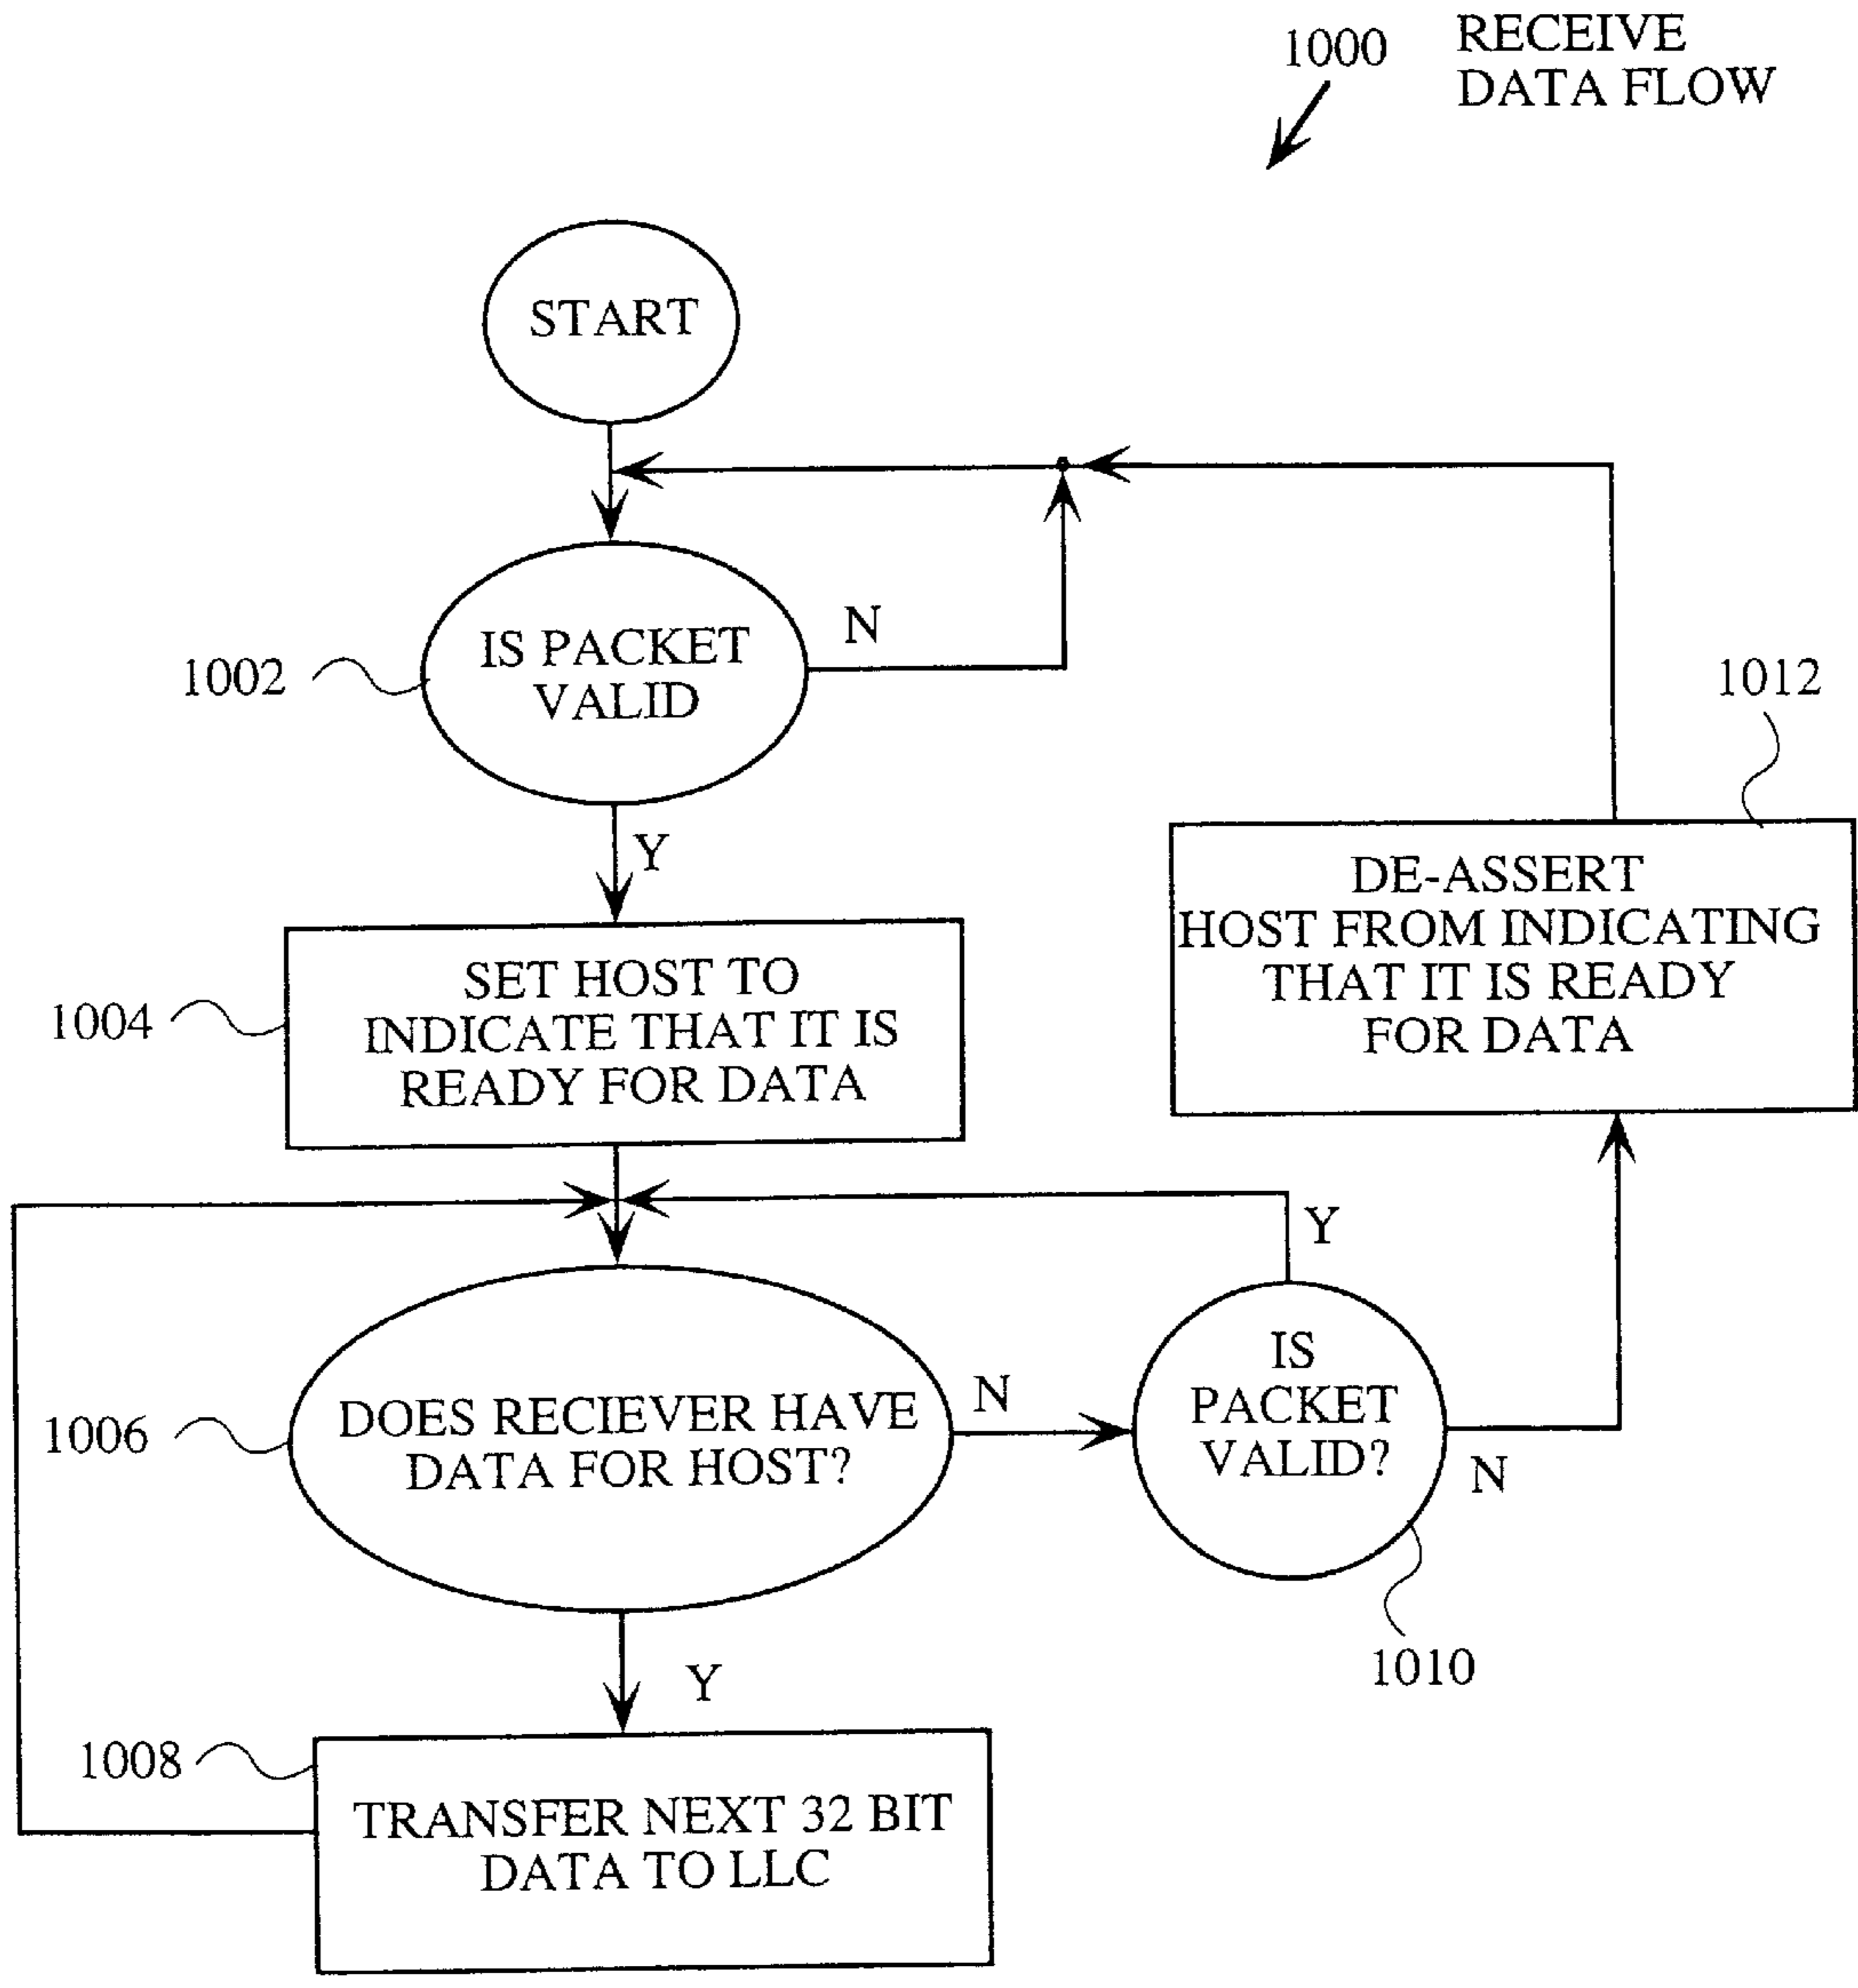 1000
RECEIVE
DATA FLOW
START
IS PACKET
VALID
N
1002
Y
1012
DE-ASSERT
HOST FROM INDICATING
THAT IT IS READY
FOR DATA
SET HOST TO
INDICATE THAT IT IS
READY FOR DATA
1004
Y
DOES RECIEVER HAVE
DATA FOR HOST?
1006
N
IS
PACKET
VALID?
N
1010
Y
1008
TRANSFER NEXT 32 BIT
DATA TO LLC